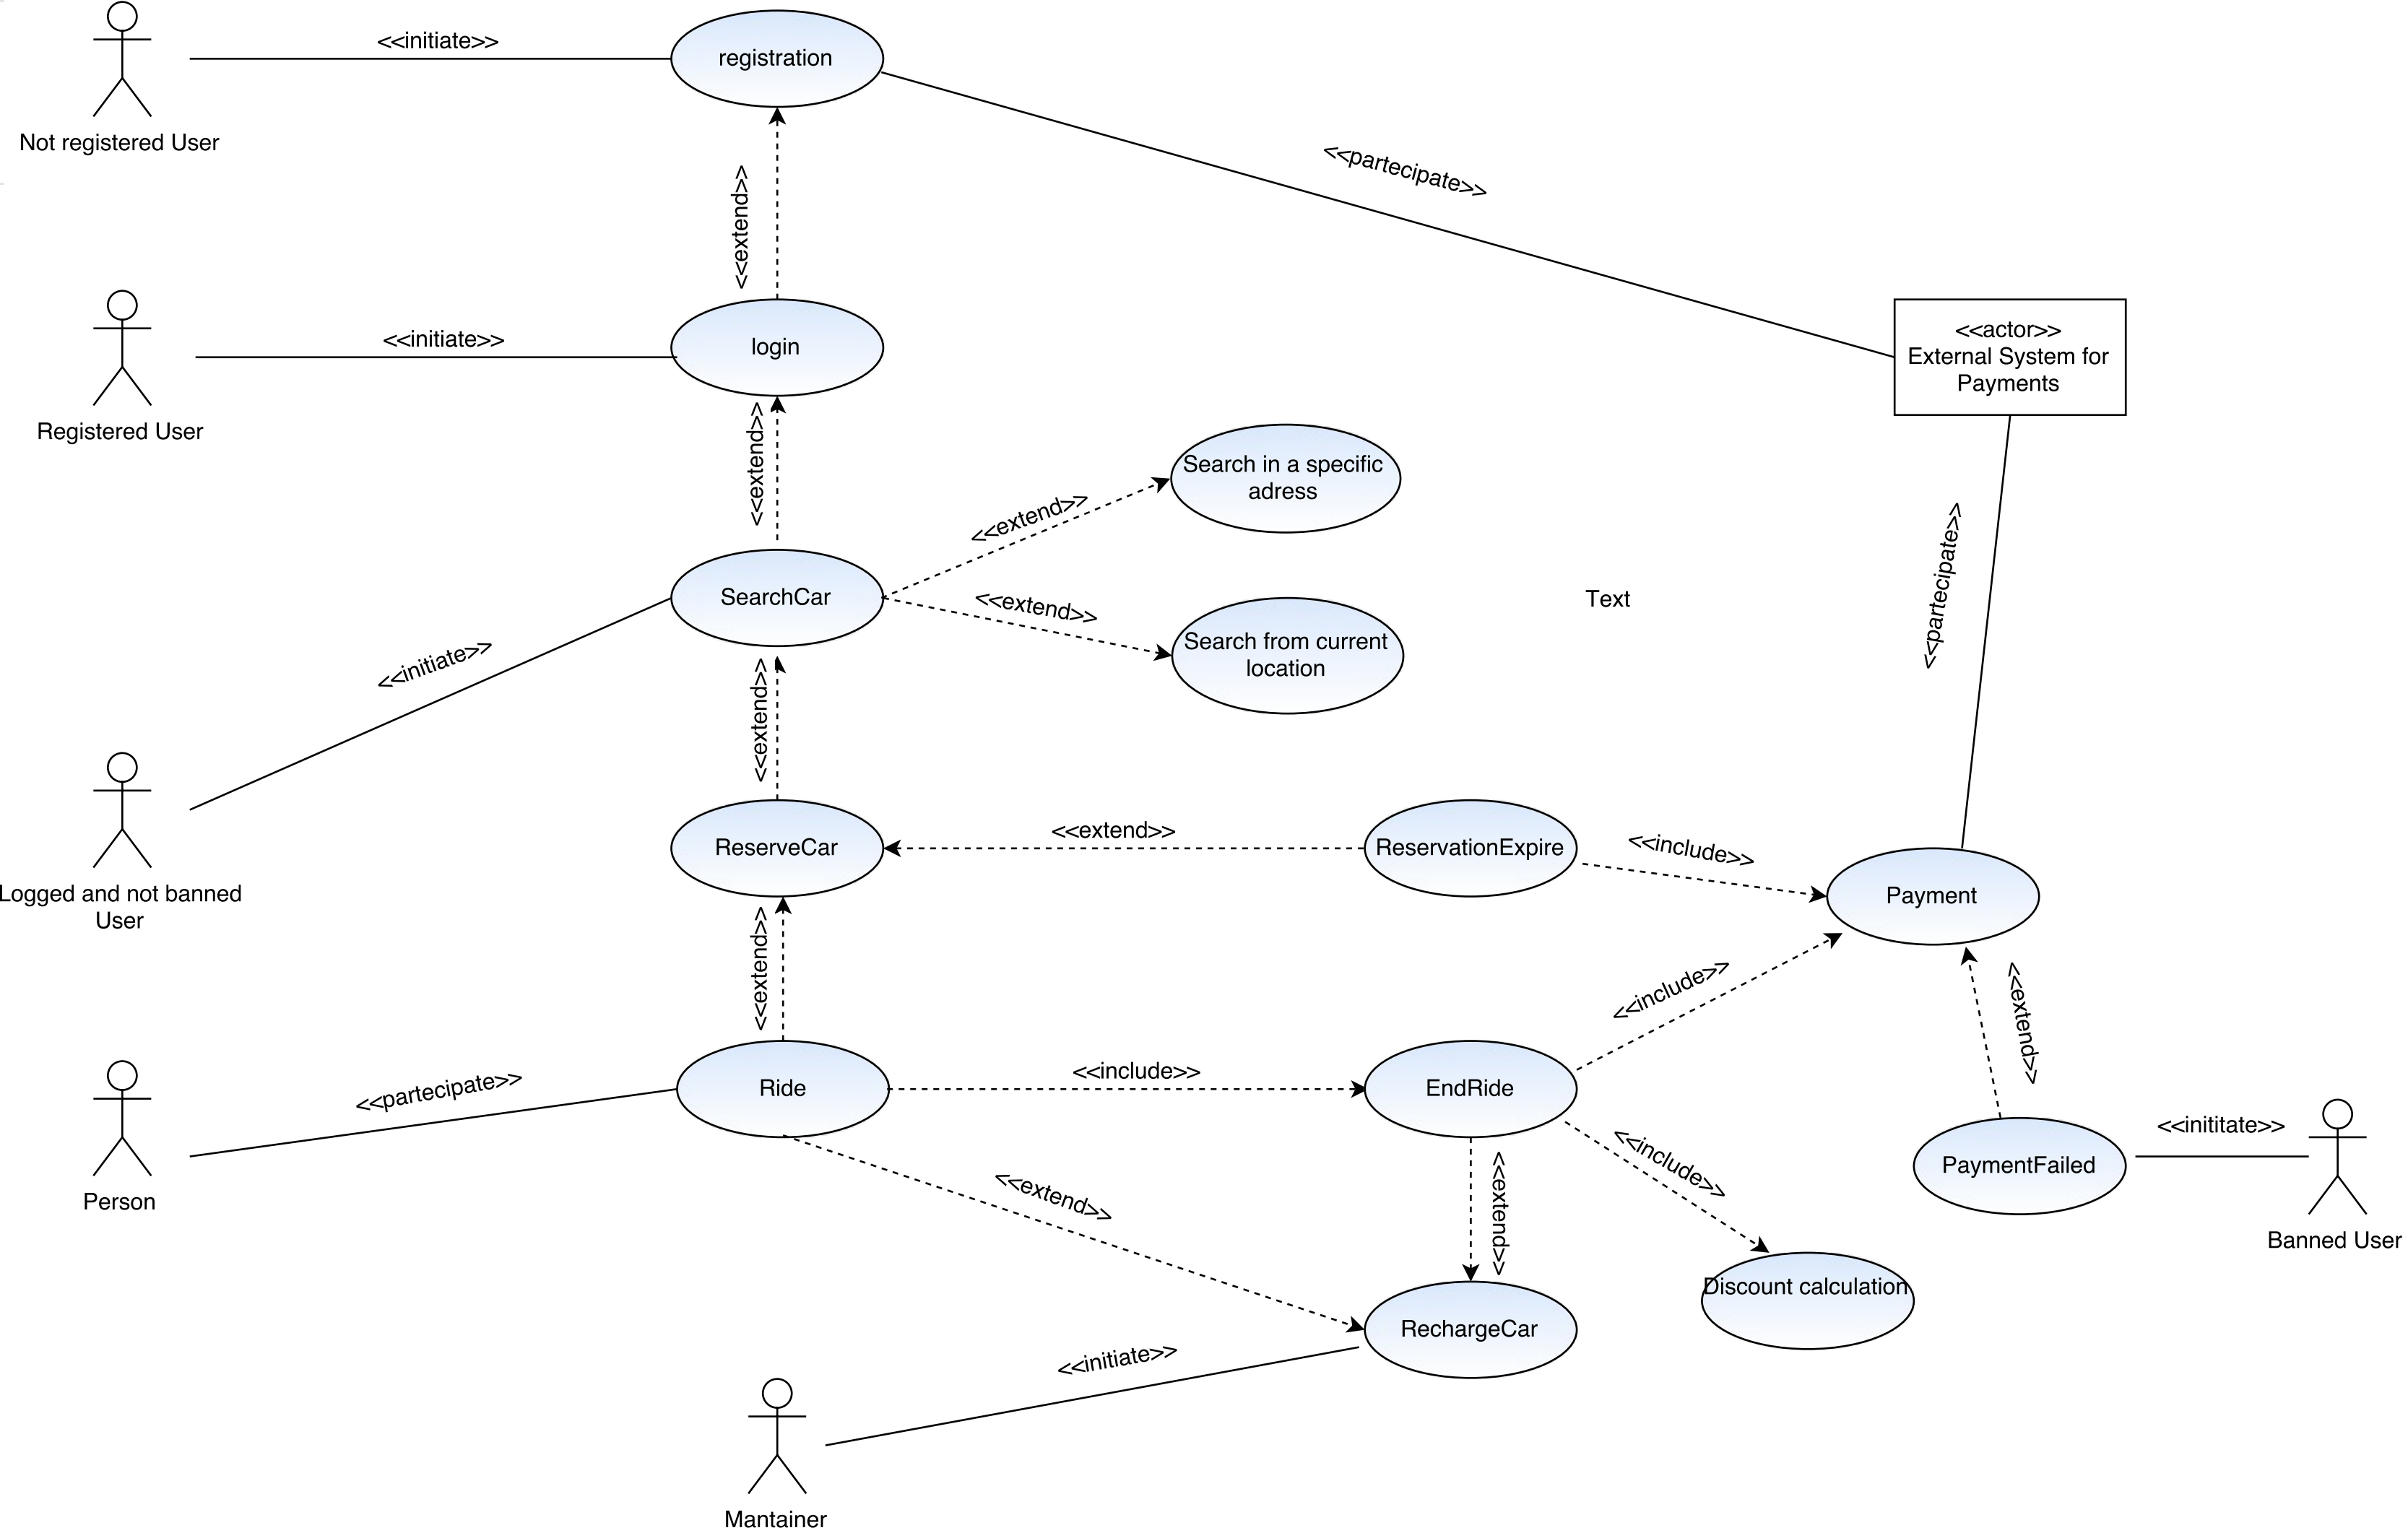 <<initiate>>
registration
Not registered User
<<partecipate>>
<<extend>>
<<actor>>
External System for
Payments
<<initiate>>
login
Registered User
<<extend>>
Search in a specific
adress
<<extend>>
<<partecipate>>
SearchCar
<<extend>>
Text
Search from current
location
<<initiate>>
<<extend>>
<<extend>>
ReserveCar
ReservationExpire
<<include>>
Payment
Logged and not banned
User
<<extend>>
<<include>>
<<extend>>
<<partecipate>>
Ride
<<include>>
EndRide
<<inititate>>
PaymentFailed
<<include>>
Person
<<extend>>
<<extend>>
Banned User
Discount calculation
RechargeCar
<<initiate>>
Mantainer